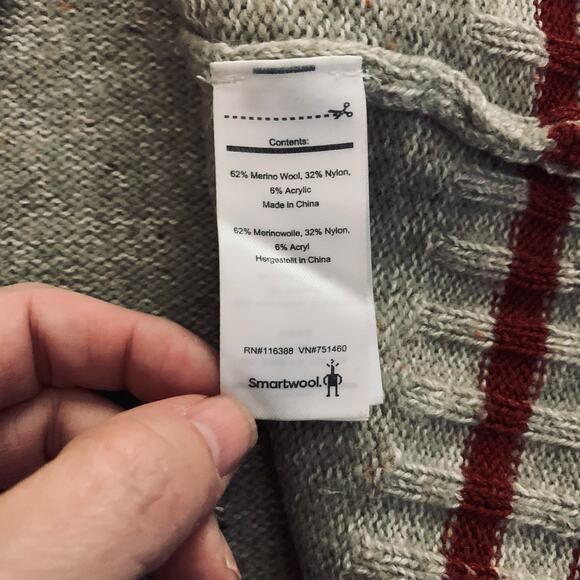 Contents:
62% Merino Wool, 32% Nylon,
6% Acrylic
Made in China
62% Merinowolle, 32% Nylon,
6% Acryl
Hergestellt in China
RN#116388 VN#751460
Smartwool.